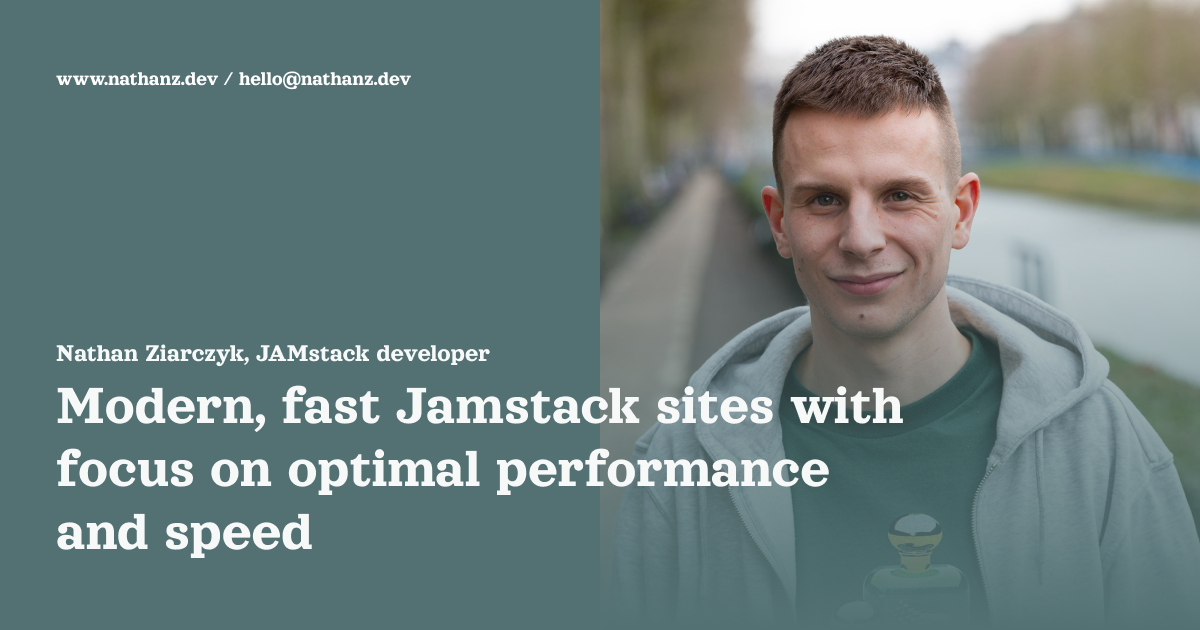 www.nathanz.dev / hello@nathanz.dev
Nathan Ziarczyk, JAMstack developer
Modern, fast Jamstack sites with
focus on optimal performance
and speed